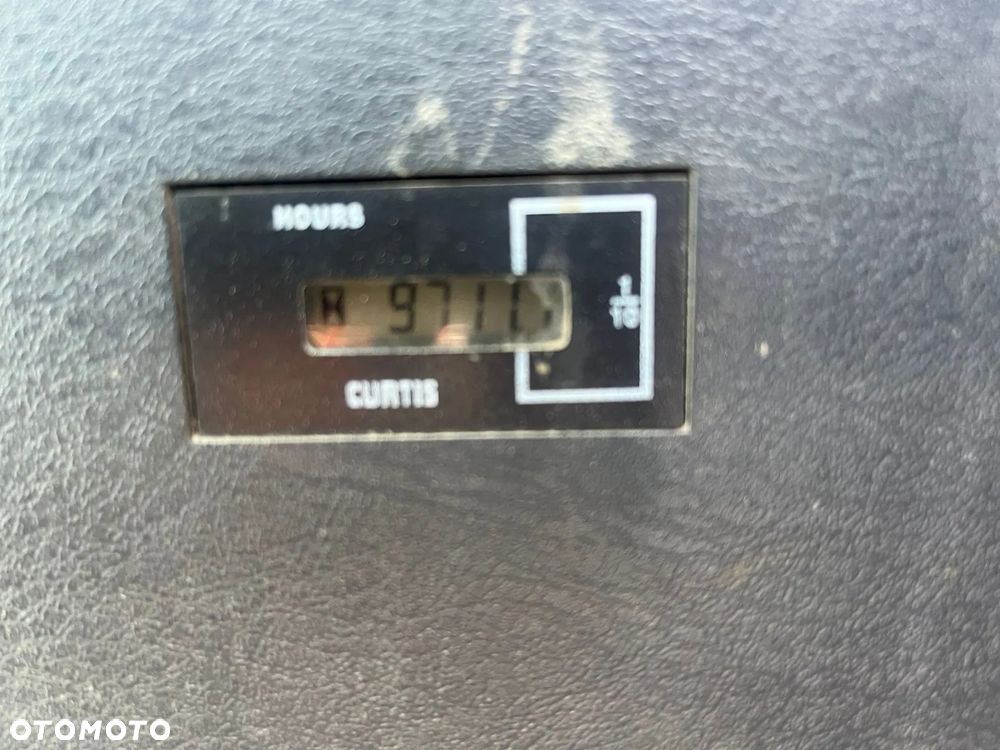 HOURS
9711
1/10
CURTIS
OTOMOTO